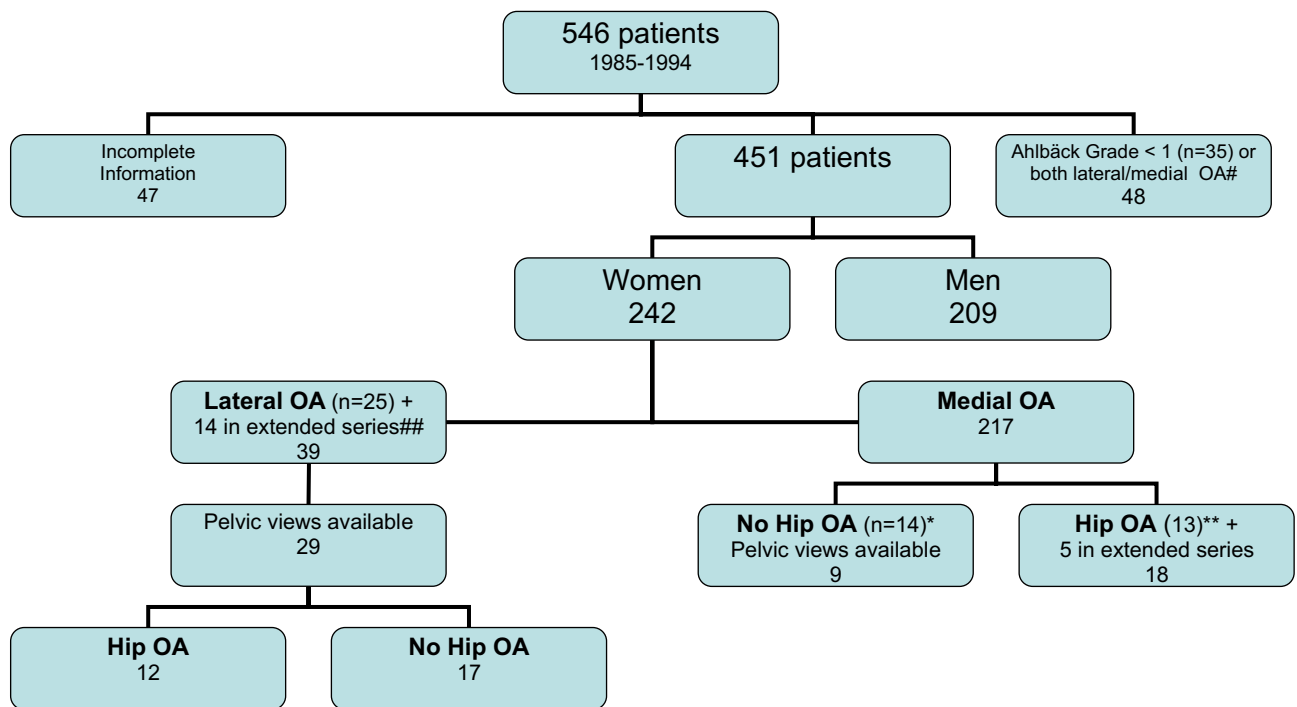 546 patients
1985-1994
Incomplete
Information
47
451 patients
Ahlbäck Grade < 1 (n=35) or
both lateral/medial OA#
48
Women
242
Men
209
Lateral OA (n=25) +
14 in extended series##
39
Medial OA
217
Pelvic views available
29
No Hip OA (n=14)*
Pelvic views available
9
Hip OA (13)** +
5 in extended series
18
Hip OA
12
No Hip OA
17